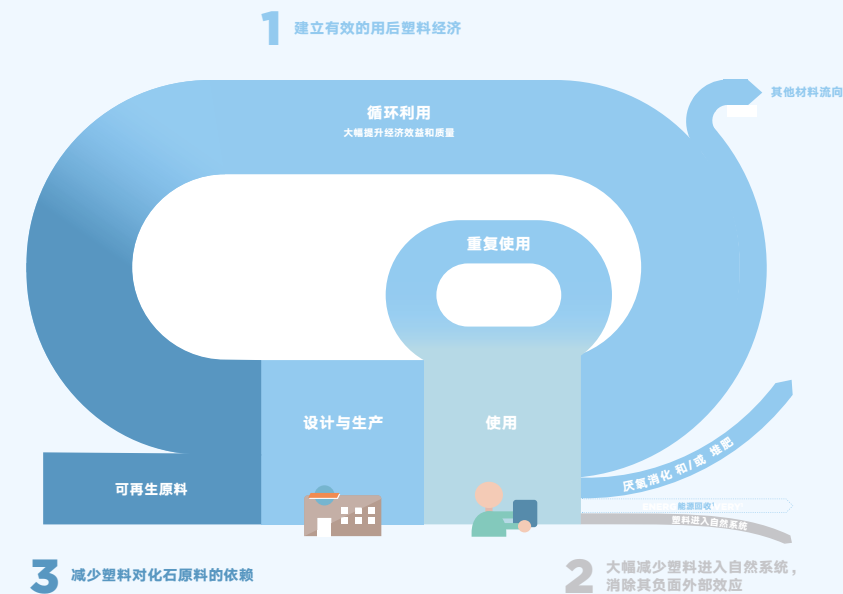 1 建立有效的用后塑料经济
其他材料流向
循环利用
大幅提升经济效益和质量
重复使用
设计与生产
使用
可再生原料
厌氧消化 和/或 堆肥
能源回收
塑料进入自然系统
3 减少塑料对化石原料的依赖
2 大幅减少塑料进入自然系统，
消除其负面外部效应